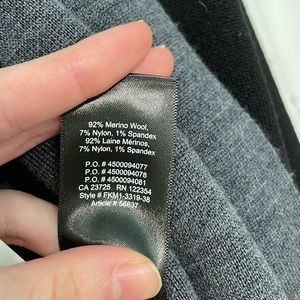 92% Merino Wool,
7% Nylon, 1% Spandex
92% Laine Mérinos,
7% Nylon, 1% Spandex
P.O. # 4500094077
P.O. # 4500094078
P.O. # 4500094081
CA 23725 RN 122354
Style # FKM1-3319-38
Article # 56637